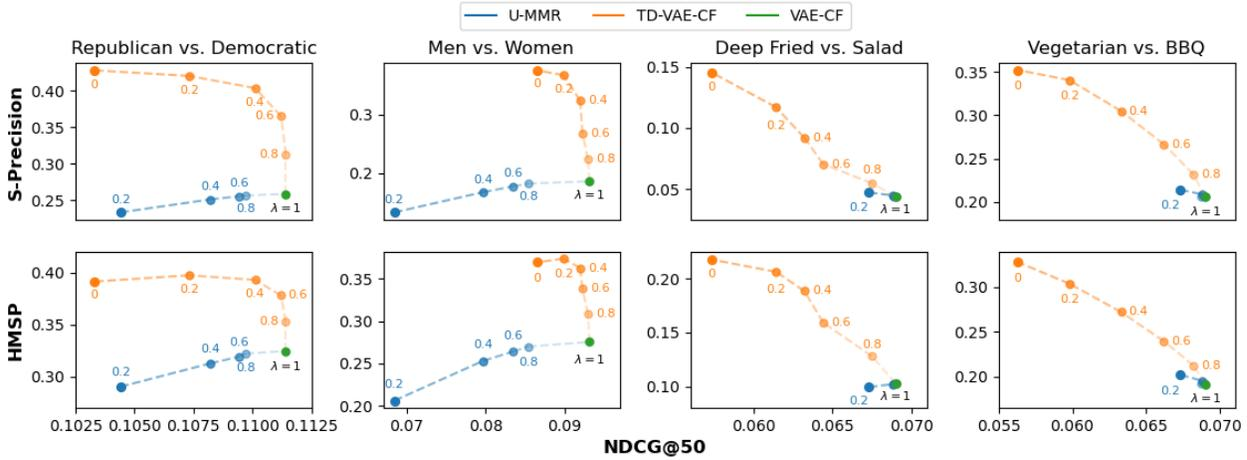 U-MMR TD-VAE-CF VAE-CF
Republican vs. Democratic Men vs. Women Deep Fried vs. Salad Vegetarian vs. BBQ
S-Precision
0.40
0.35
0.30
0.25
0 0.2 0.4 0.6 0.8
0.2 0.4 0.6 0.8 λ = 1
0.3
0.2
0 0.2 0.4 0.6 0.8
0.2 0.4 0.6 0.8 λ = 1
0.15
0.10
0.05
0 0.2 0.4 0.6 0.8
0.2 λ = 1
0.35
0.30
0.25
0.20
0 0.2 0.4 0.6 0.8
0.2 λ = 1
HMSP
0.40
0.35
0.30
0 0.2 0.4 0.6 0.8
0.2 0.4 0.6 0.8 λ = 1
0.1025 0.1050 0.1075 0.1100 0.1125
0.35
0.30
0.25
0.20
0 0.2 0.4 0.6 0.8
0.2 0.4 0.6 0.8 λ = 1
0.07 0.08 0.09
0.20
0.15
0.10
0 0.2 0.4 0.6 0.8
0.2 λ = 1
0.060 0.065 0.070
0.30
0.25
0.20
0 0.2 0.4 0.6 0.8
0.2 λ = 1
0.055 0.060 0.065 0.070
NDCG@50